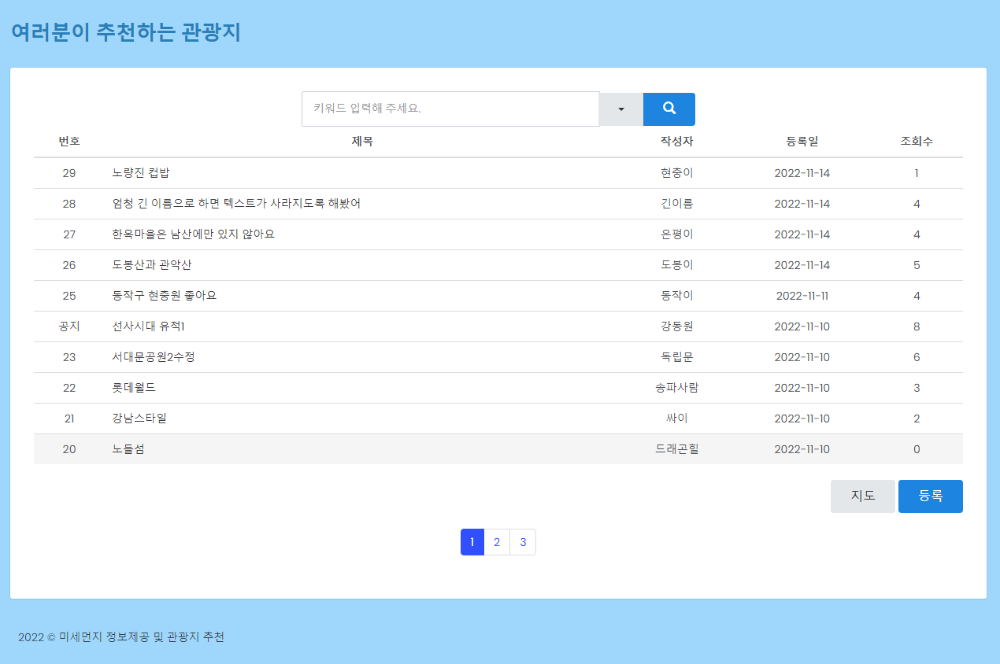 여러분이 추천하는 관광지
키워드 입력해 주세요.
번호 제목 작성자 등록일 조회수
29 노량진 컵밥 현충이 2022-11-14 1
28 엄청 긴 이름으로 하면 텍스트가 사라지도록 해봤어 긴이름 2022-11-14 4
27 한옥마을은 남산에만 있지 않아요 은평이 2022-11-14 4
26 도봉산과 관악산 도봉이 2022-11-14 5
25 동작구 현충원 좋아요 동작이 2022-11-11 4
공지 선사시대 유적1 강동원 2022-11-10 8
23 서대문공원2수정 독립문 2022-11-10 6
22 롯데월드 송파사람 2022-11-10 3
21 강남스타일 싸이 2022-11-10 2
20 노들섬 드래곤힐 2022-11-10 0
지도 등록
1 2 3
2022 © 미세먼지 정보제공 및 관광지 추천